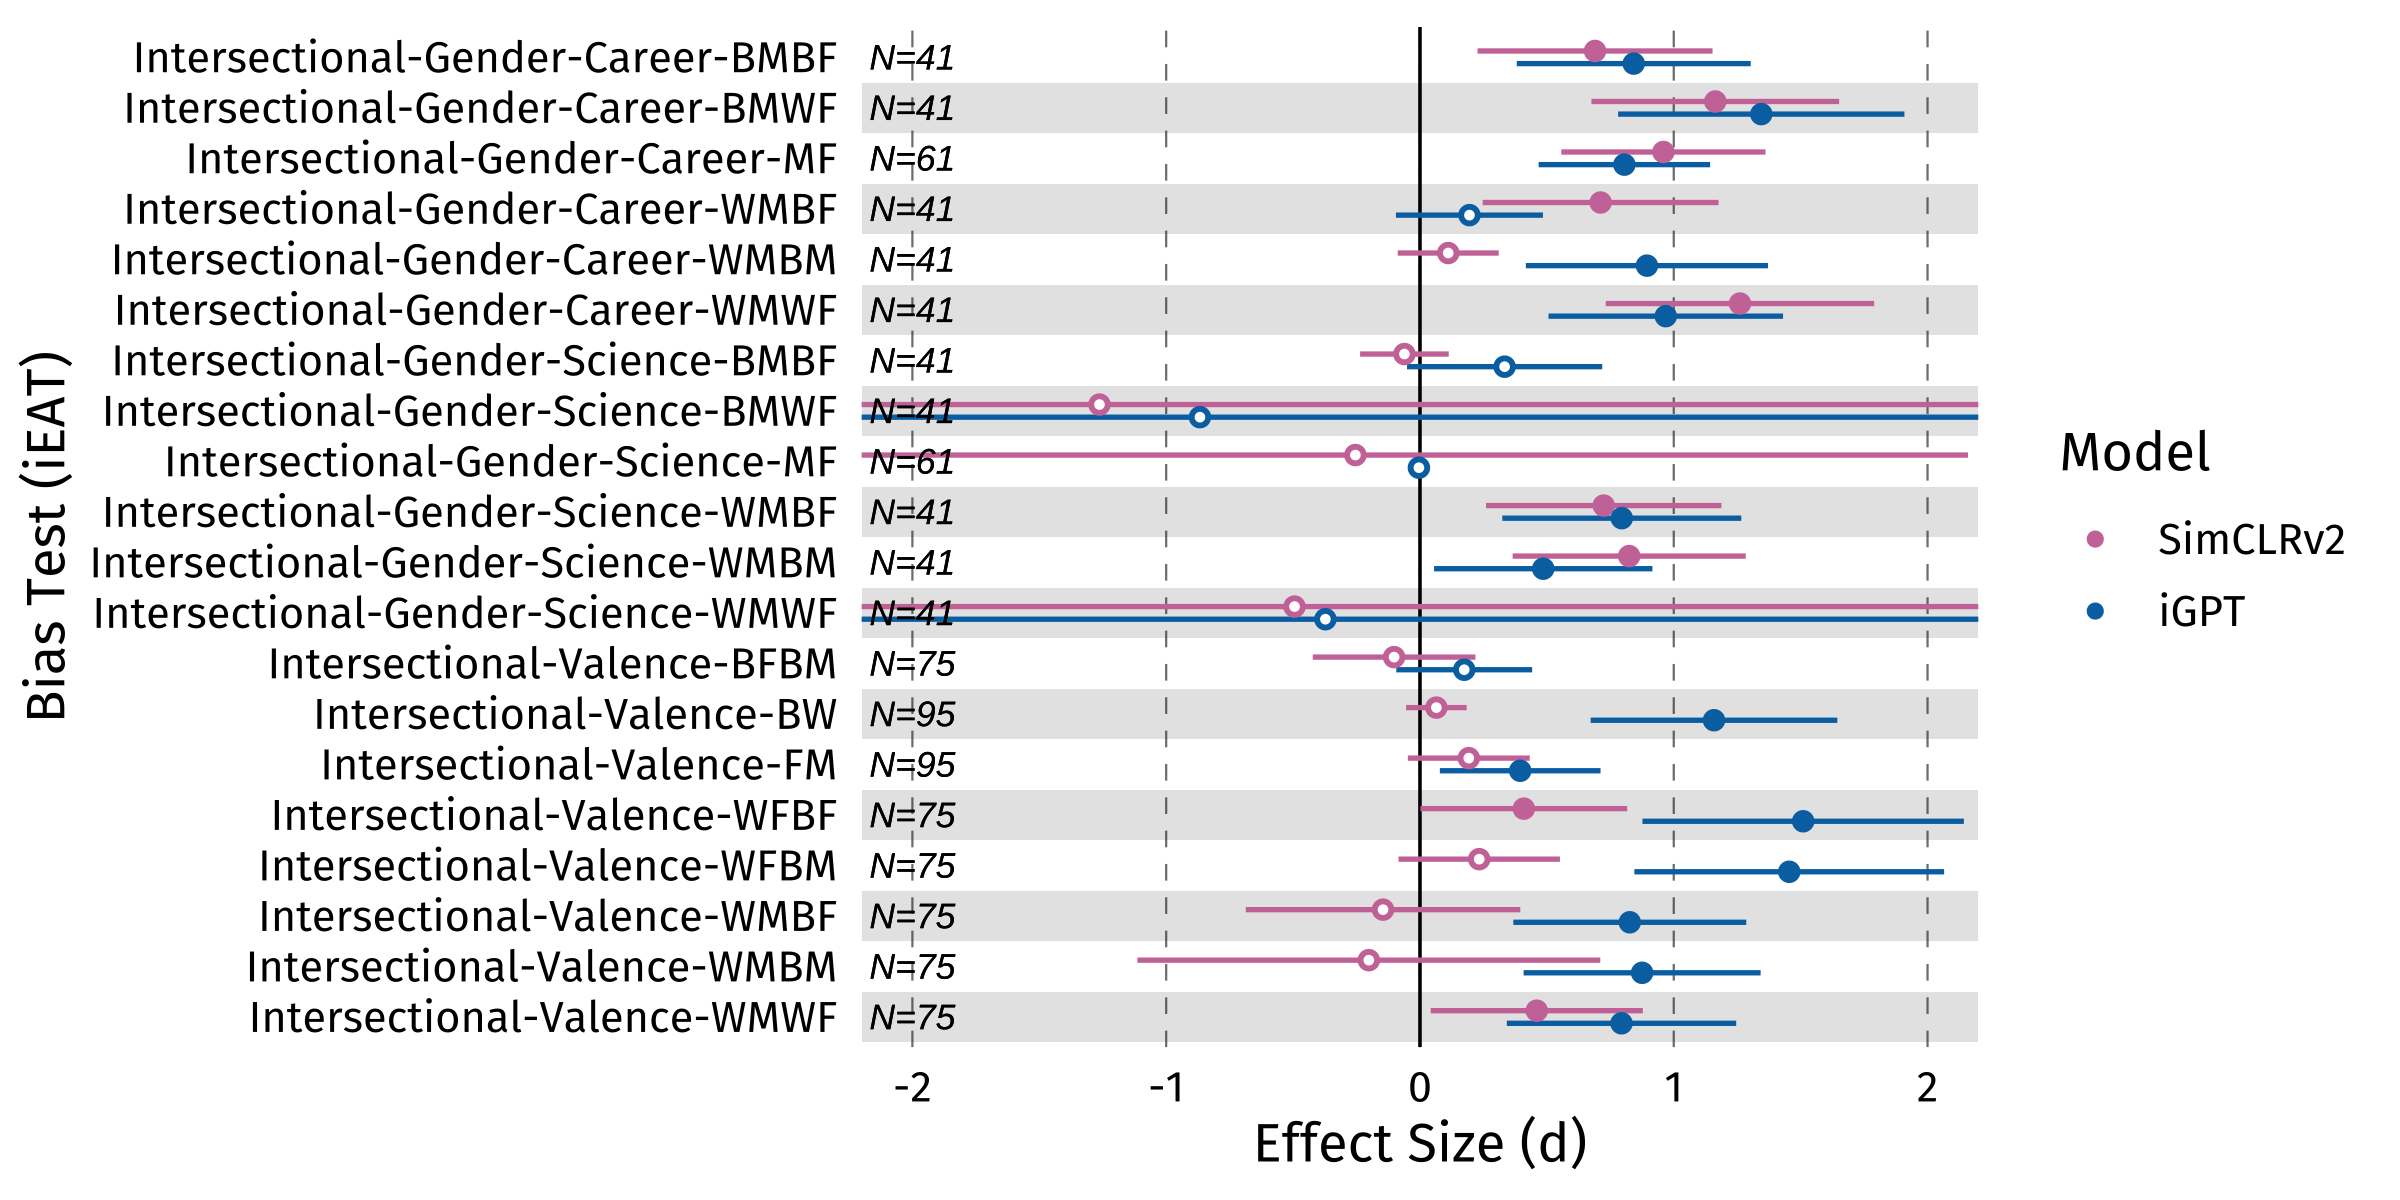 Intersectional-Gender-Career-BMBF N=41
Intersectional-Gender-Career-BMWF N=41
Intersectional-Gender-Career-MF N=61
Intersectional-Gender-Career-WMBF N=41
Intersectional-Gender-Career-WMBM N=41
Intersectional-Gender-Career-WMWF N=41
Intersectional-Gender-Science-BMBF N=41
Intersectional-Gender-Science-BMWF N=41
Intersectional-Gender-Science-MF N=61
Intersectional-Gender-Science-WMBF N=41
Intersectional-Gender-Science-WMBM N=41
Intersectional-Gender-Science-WMWF N=41
Intersectional-Valence-BFBM N=75
Intersectional-Valence-BW N=95
Intersectional-Valence-FM N=95
Intersectional-Valence-WFBF N=75
Intersectional-Valence-WFBM N=75
Intersectional-Valence-WMBF N=75
Intersectional-Valence-WMBM N=75
Intersectional-Valence-WMWF N=75
Bias Test (iEAT)
-2 -1 0 1 2
Effect Size (d)
Model
SimCLRv2
iGPT